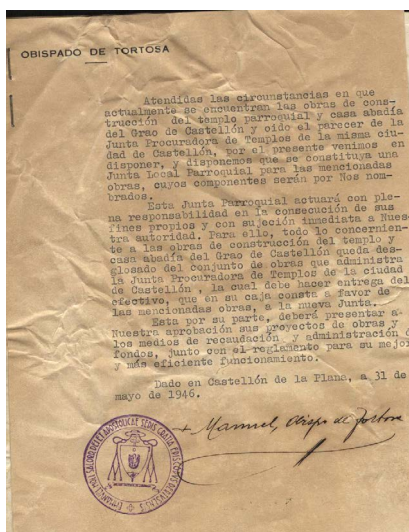 OBISPADO DE TORTOSA
Atendidas las circunstancias en que
actualmente se encuentran las obras de cons-
trucción del templo parroquial y casa abadía
del Grao de Castellón y oído el parecer de la
Junta Procuradora de Templos de la misma ciu-
dad de Castellón, por el presente venimos en
disponer, y disponemos que se constituya una
Junta Local Parroquial para las mencionadas
obras, cuyos componentes serán por Nos nom-
brados.
Esta Junta Parroquial actuará con ple-
na responsabilidad en la consecución de sus
fines propios y con sujeción inmediata a Nues-
tra autoridad. Para ello, todo lo concernien-
te a las obras de construcción del templo y
casa abadía del Grao de Castellón queda des-
glosado del conjunto de obras que administra
la Junta Procuradora de Templos de la ciudad
de Castellón, la cual debe hacer entrega del
efectivo, que en su caja consta a favor de
las mencionadas obras, a la nueva Junta.
Esta por su parte, deberá presentar a
Nuestra aprobación sus proyectos de obras y
los medios de recaudación y administración d
fondos, junto con el reglamento para su mejor
y más eficiente funcionamiento.
Dado en Castellón de la Plana, a 31 de
mayo de 1946.
+ Manuel, Obispo de Tortosa